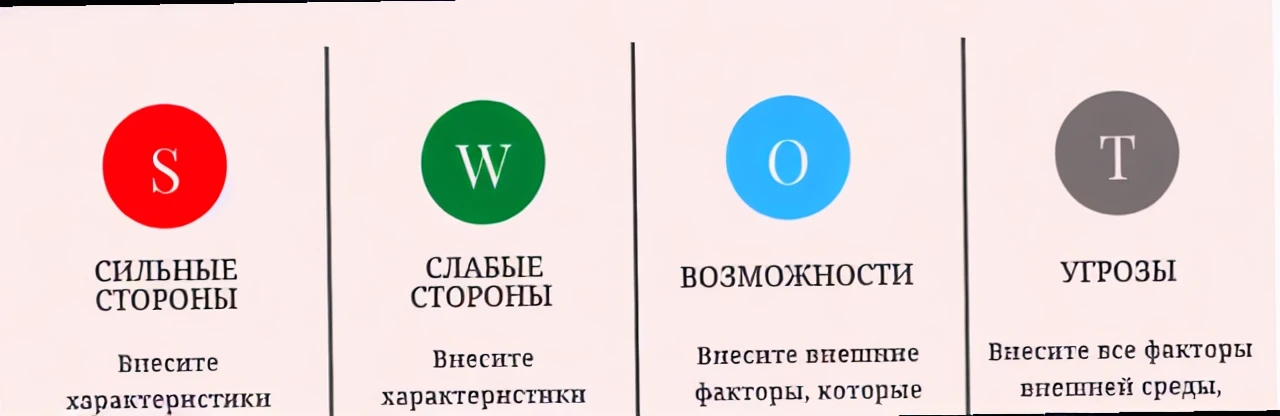 S
СИЛЬНЫЕ
СТОРОНЫ
Внесите
характеристики
W
СЛАБЫЕ
СТОРОНЫ
Внесите
характеристики
O
ВОЗМОЖНОСТИ
Внесите внешние
факторы, которые
T
УГРОЗЫ
Внесите все факторы
внешней среды,